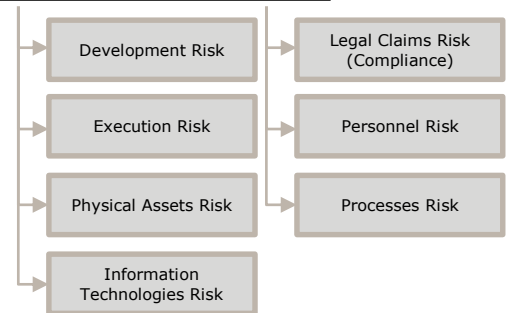 Development Risk
Execution Risk
Physical Assets Risk
Information
Technologies Risk
Legal Claims Risk
(Compliance)
Personnel Risk
Processes Risk